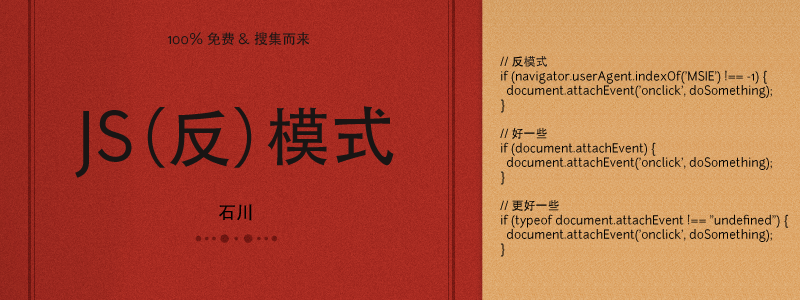 100% 免费 & 搜集而来
JS(反)模式
石川
// 反模式
if (navigator.userAgent.indexOf('MSIE') !== -1) {
  document.attachEvent('onclick', doSomething);
}
// 好一些
if (document.attachEvent) {
  document.attachEvent('onclick', doSomething);
}
// 更好一些
if (typeof document.attachEvent !== "undefined") {
  document.attachEvent('onclick', doSomething);
}